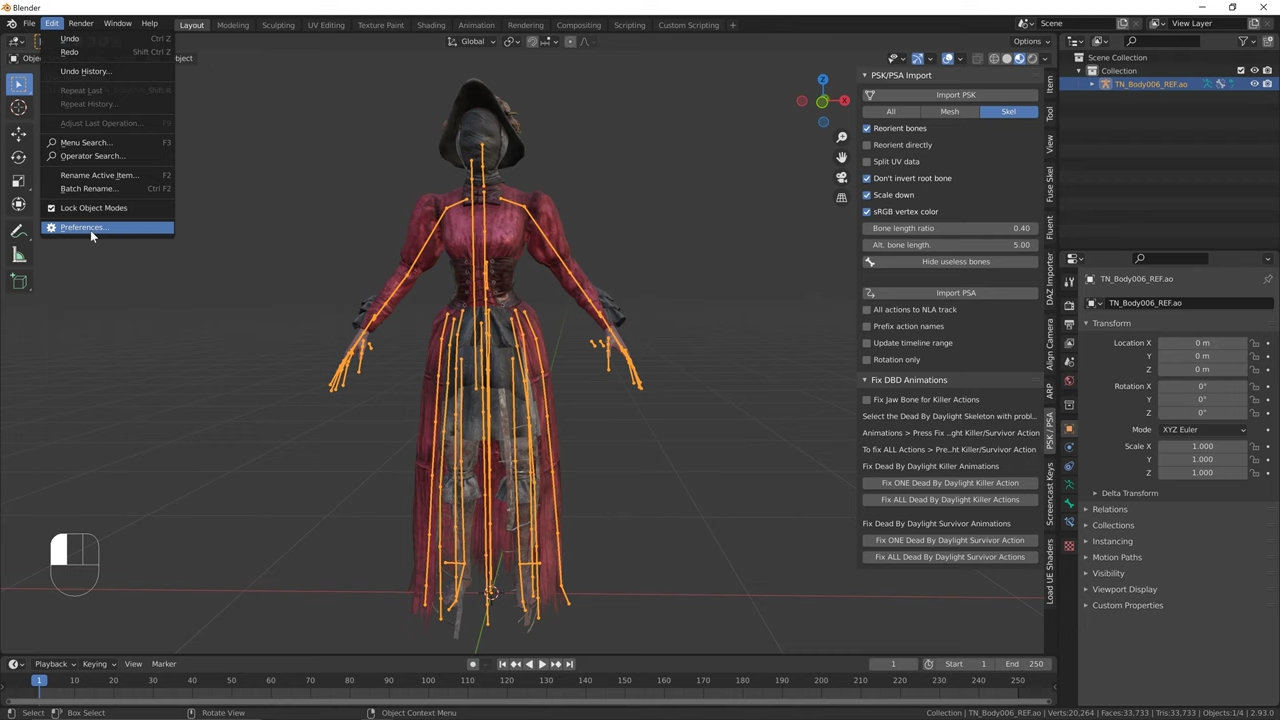 Blender
File Edit Render Window Help
Layout Modeling Sculpting UV Editing Texture Paint Shading Animation Rendering Compositing Scripting Custom Scripting
Scene
View Layer
Undo Ctrl Z
Redo Shift Ctrl Z
Undo History...
Repeat Last Shift R
Repeat History...
Adjust Last Operation... F9
Menu Search... F3
Operator Search...
Rename Active Item... F2
Batch Rename... Ctrl F2
Lock Object Modes
Preferences...
Global
Options
X
Z
PSK/PSA Import
Import PSK
All Mesh Skel
Reorient bones
Reorient directly
Split UV data
Don't invert root bone
Scale down
sRGB vertex color
Bone length ratio 0.40
Alt. bone length. 5.00
Hide useless bones
Import PSA
All actions to NLA track
Prefix action names
Update timeline range
Rotation only
Fix DBD Animations
Fix Jaw Bone for Killer Actions
Select the Dead By Daylight Skeleton with probl..
Animations > Press Fix ..ght Killer/Survivor Action
To fix ALL Actions > Pre..ht Killer/Survivor Action
Fix Dead By Daylight Killer Animations
Fix ONE Dead By Daylight Killer Action
Fix ALL Dead By Daylight Killer Actions
Fix Dead By Daylight Survivor Animations
Fix ONE Dead By Daylight Survivor Action
Fix ALL Dead By Daylight Survivor Actions
Item
Tool
View
Fuse Skel
Fluent
DAZ Importer
Align Camera
ARP
PSK / PSA
Screencast Keys
Load UE Shaders
Scene Collection
Collection
TN_Body006_REF.ao
TN_Body006_REF.ao
TN_Body006_REF.ao
Transform
Location X 0 m
Y 0 m
Z 0 m
Rotation X 0°
Y 0°
Z 0°
Mode XYZ Euler
Scale X 1.000
Y 1.000
Z 1.000
Delta Transform
Relations
Collections
Instancing
Motion Paths
Visibility
Viewport Display
Custom Properties
Playback Keying View Marker
1 Start 1 End 250
1 10 20 30 40 50 60 70 80 90 100 110 120 130 140 150 160 170 180 190 200 210 220 230 240 250
Select Box Select Rotate View Object Context Menu
Collection | TN_Body006_REF.ao | Verts:20,264 | Faces:33,733 | Tris:33,733 | Objects:1/4 | 2.93.0